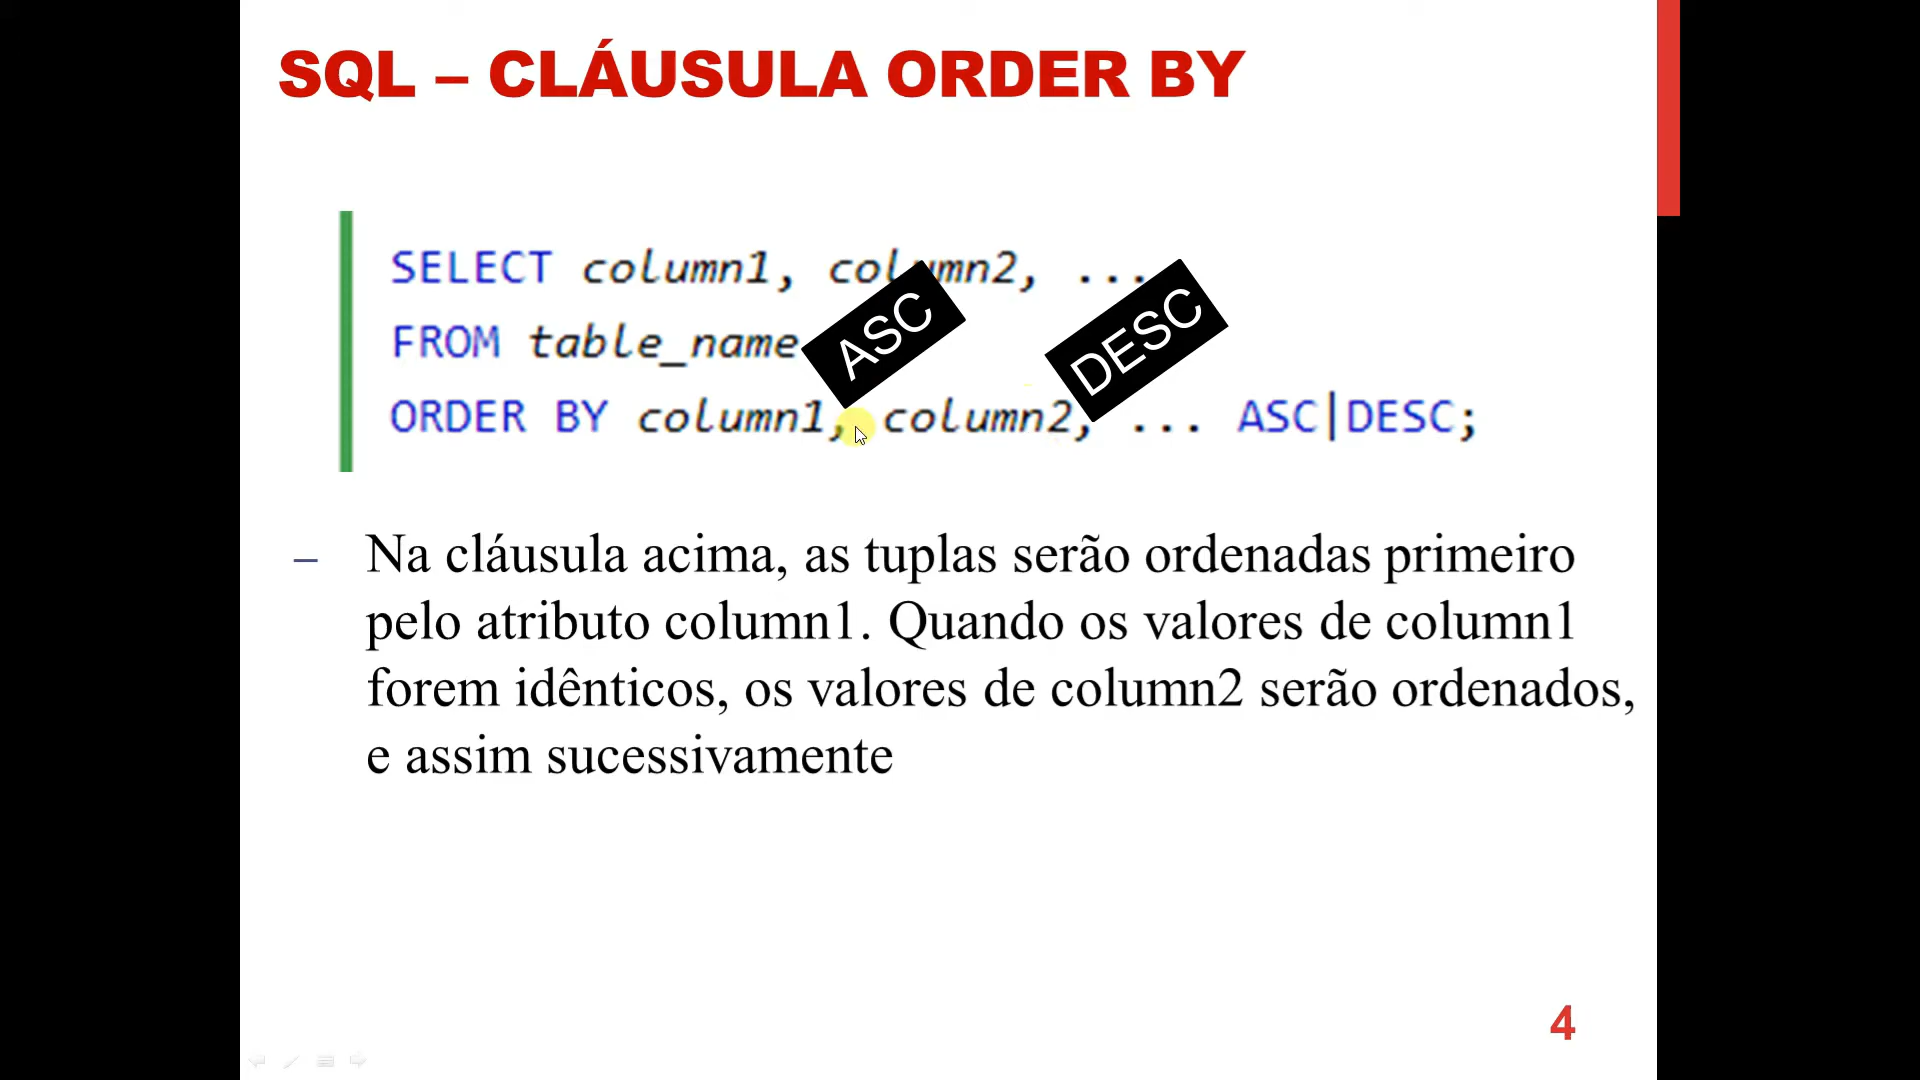 SQL – CLÁUSULA ORDER BY
SELECT column1, column2, ...
FROM table_name
ASC
DESC
ORDER BY column1, column2, ... ASC|DESC;
– Na cláusula acima, as tuplas serão ordenadas primeiro
pelo atributo column1. Quando os valores de column1
forem idênticos, os valores de column2 serão ordenados,
e assim sucessivamente
4